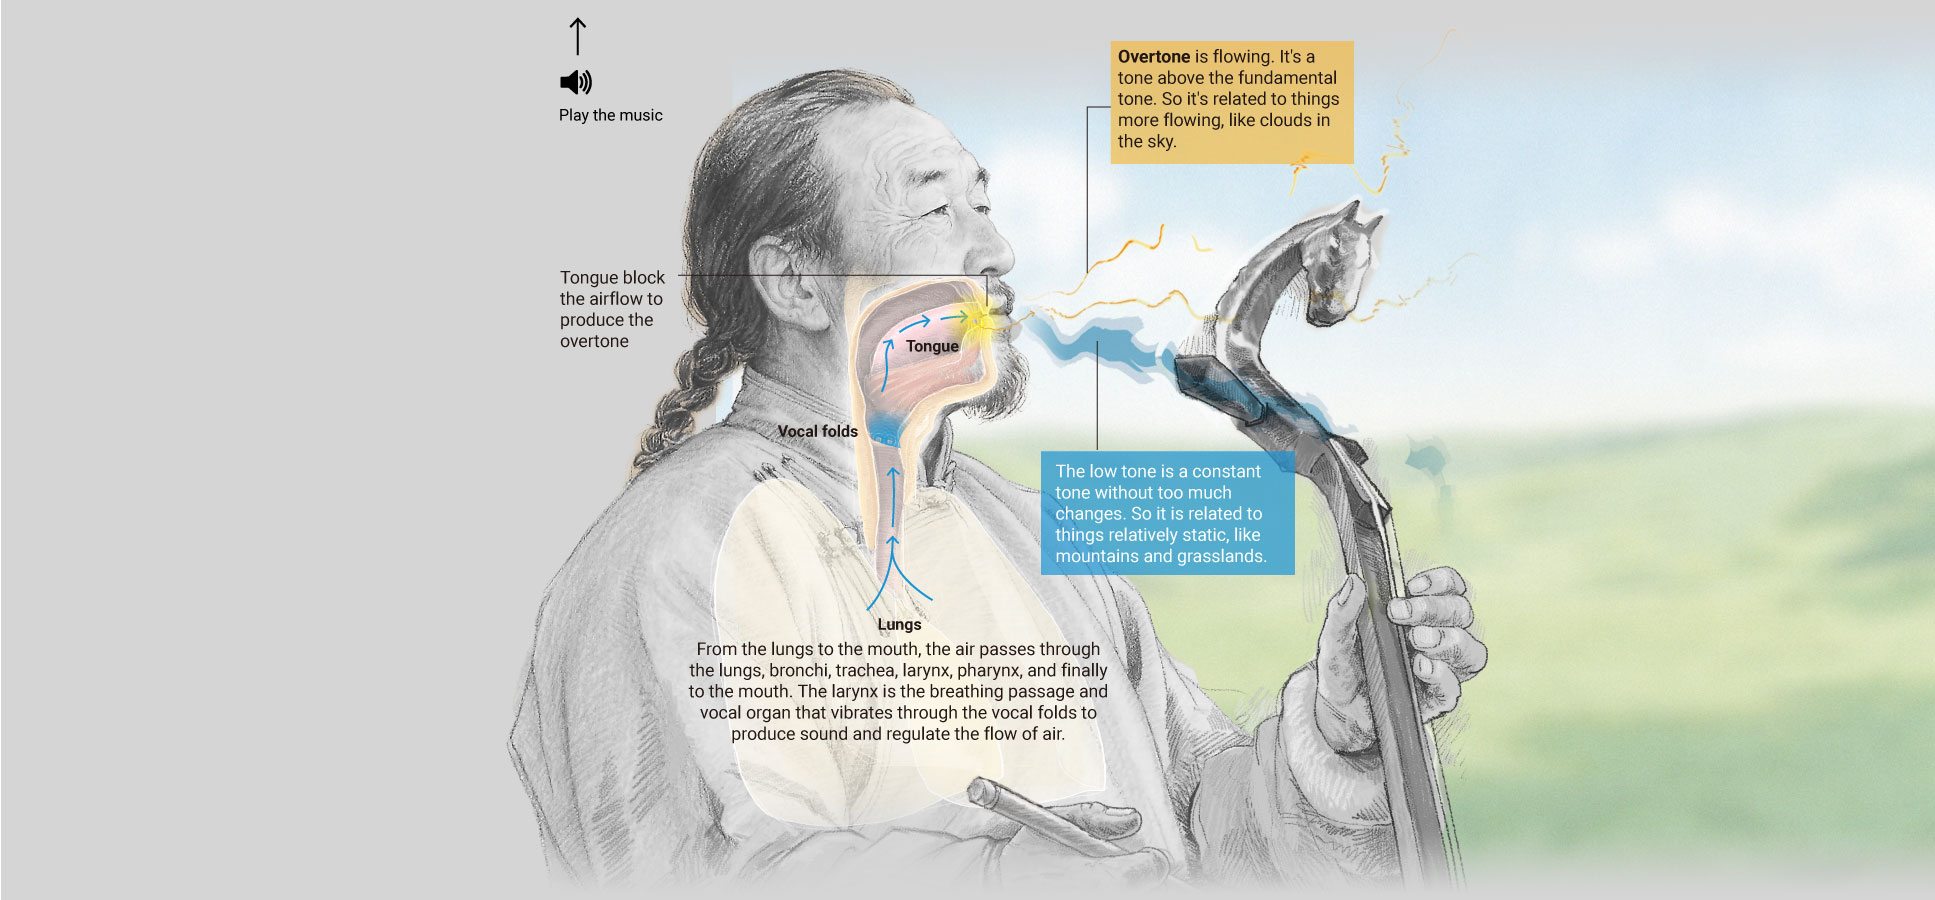 Play the music
Overtone is flowing. It's a
tone above the fundamental
tone. So it's related to things
more flowing, like clouds in
the sky.
Tongue block
the airflow to
produce the
overtone
Tongue
Vocal folds
The low tone is a constant
tone without too much
changes. So it is related to
things relatively static, like
mountains and grasslands.
Lungs
From the lungs to the mouth, the air passes through
the lungs, bronchi, trachea, larynx, pharynx, and finally
to the mouth. The larynx is the breathing passage and
vocal organ that vibrates through the vocal folds to
produce sound and regulate the flow of air.